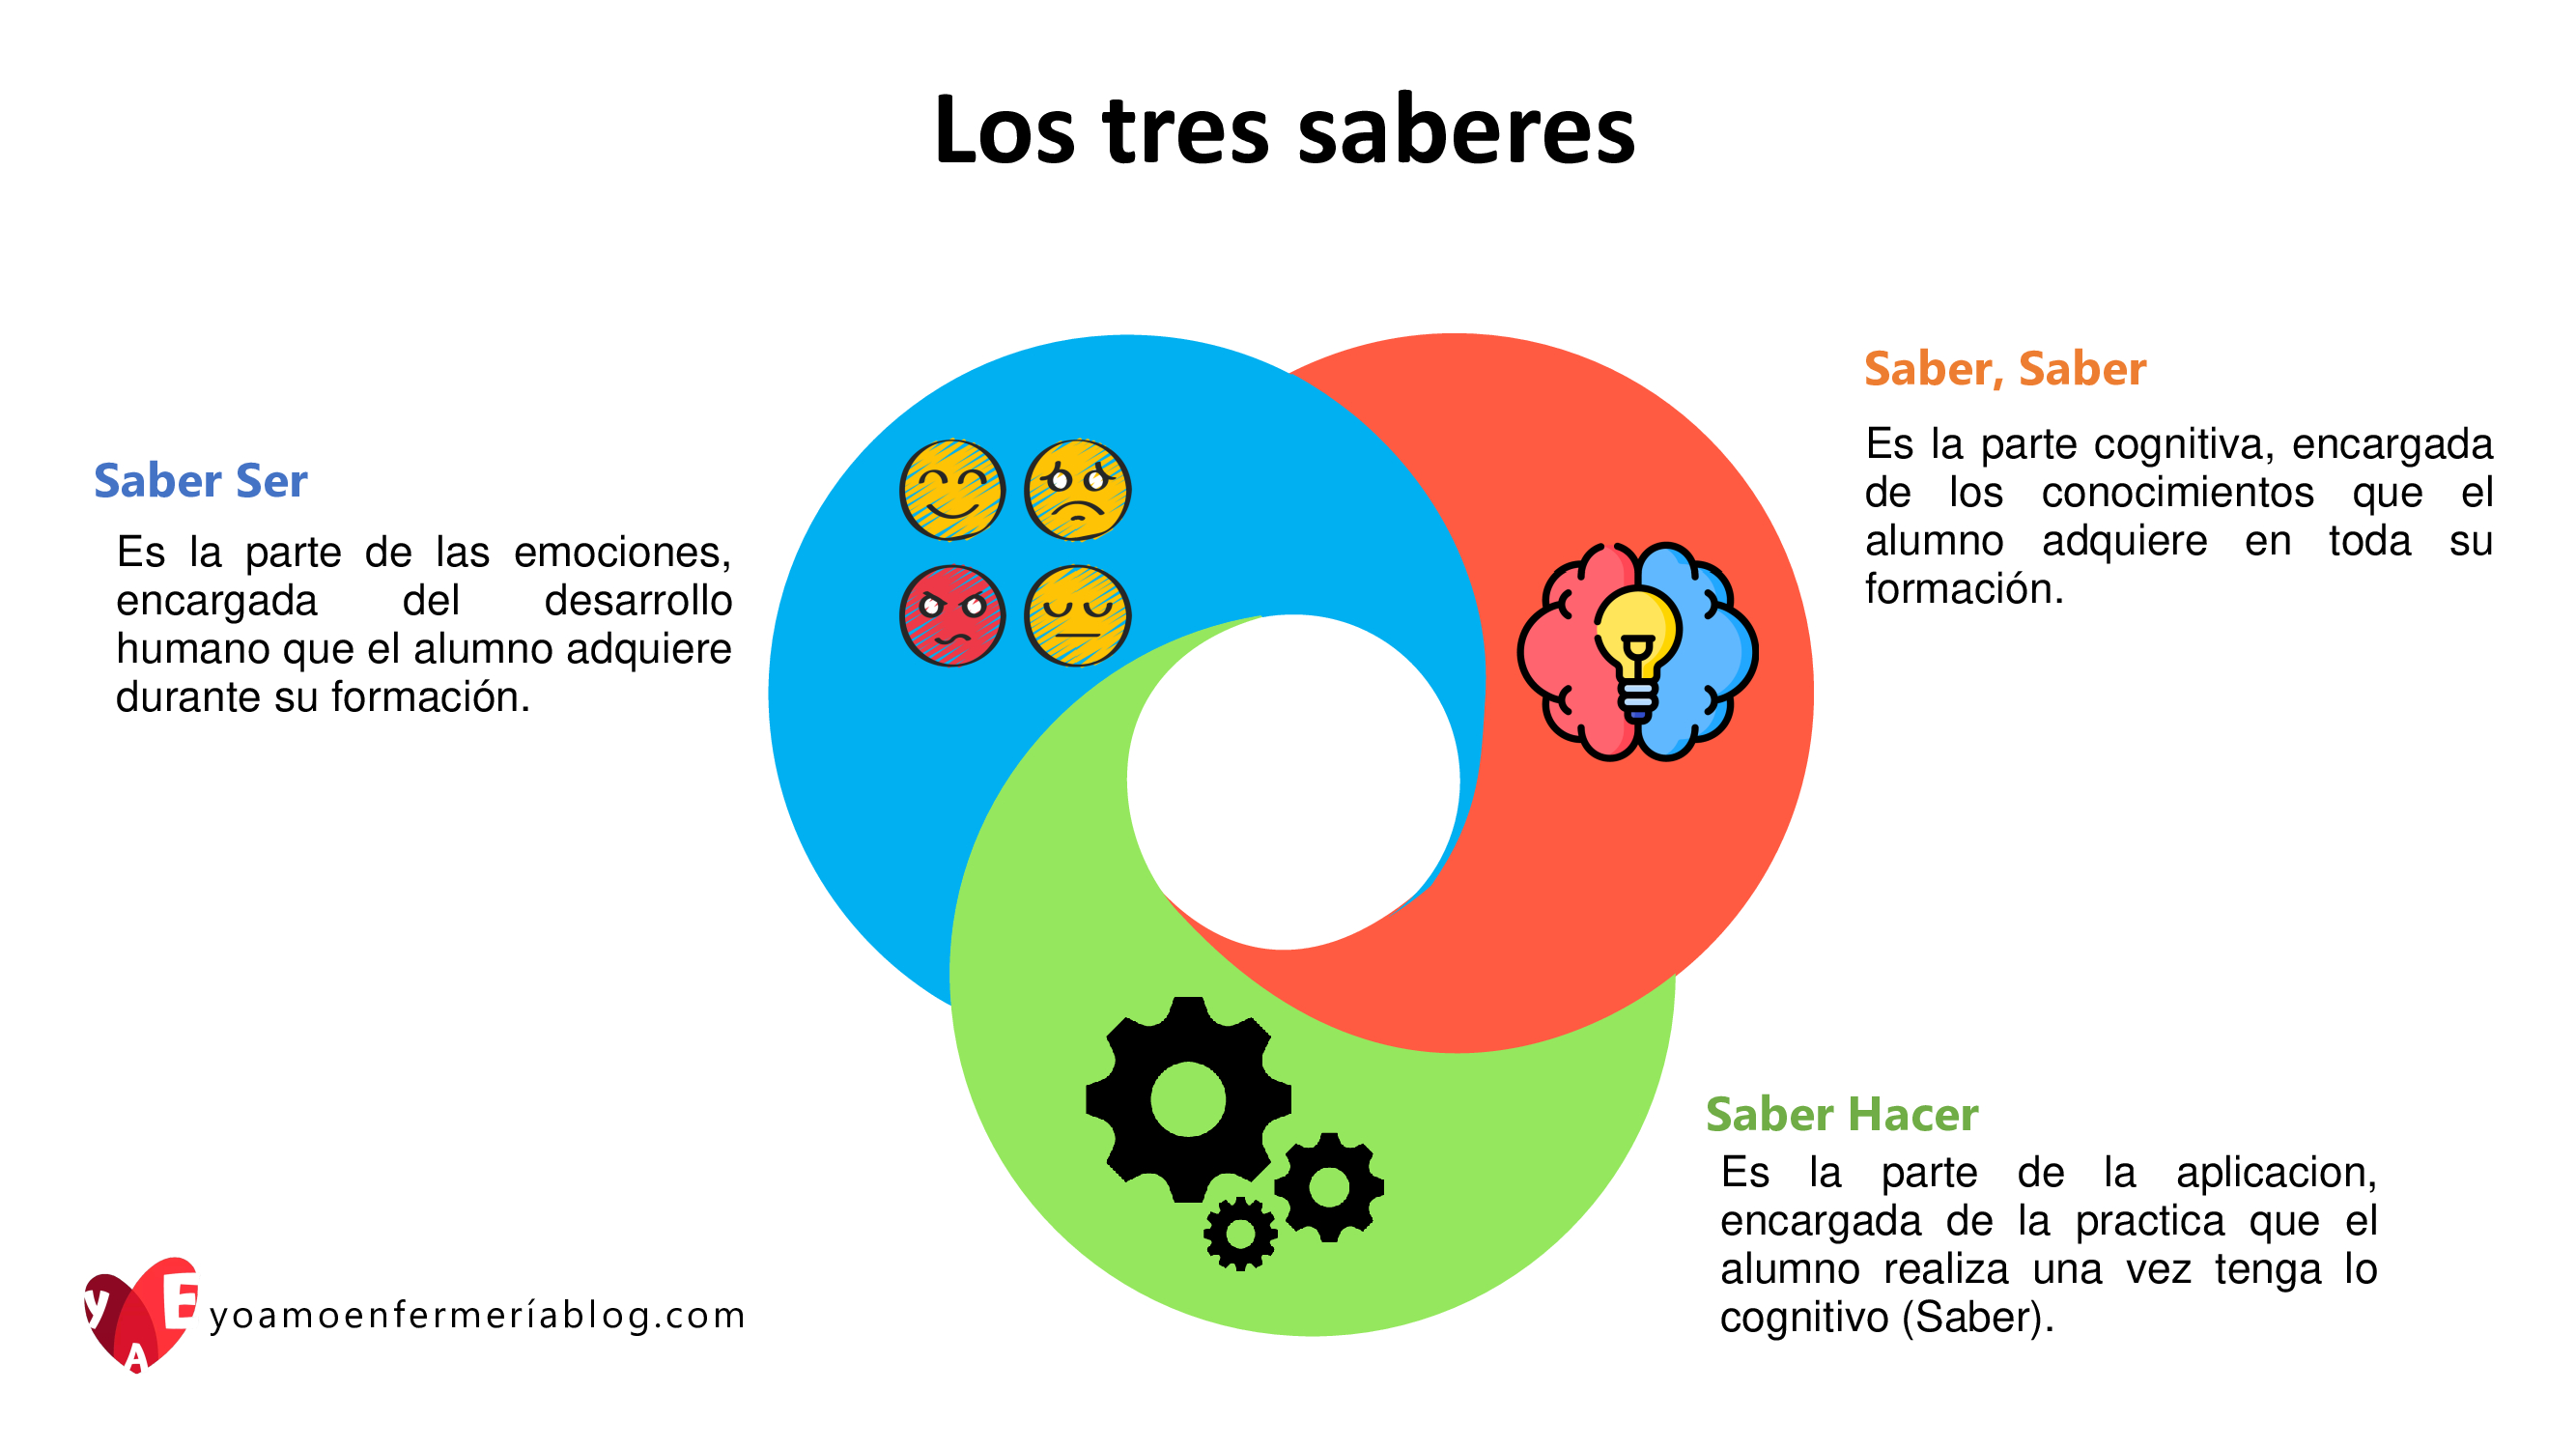 Los tres saberes
Saber Ser
Es la parte de las emociones,
encargada del desarrollo
humano que el alumno adquiere
durante su formación.
Saber, Saber
Es la parte cognitiva, encargada
de los conocimientos que el
alumno adquiere en toda su
formación.
Saber Hacer
Es la parte de la aplicacion,
encargada de la practica que el
alumno realiza una vez tenga lo
cognitivo (Saber).
y A E
yoamoenfermeríablog.com